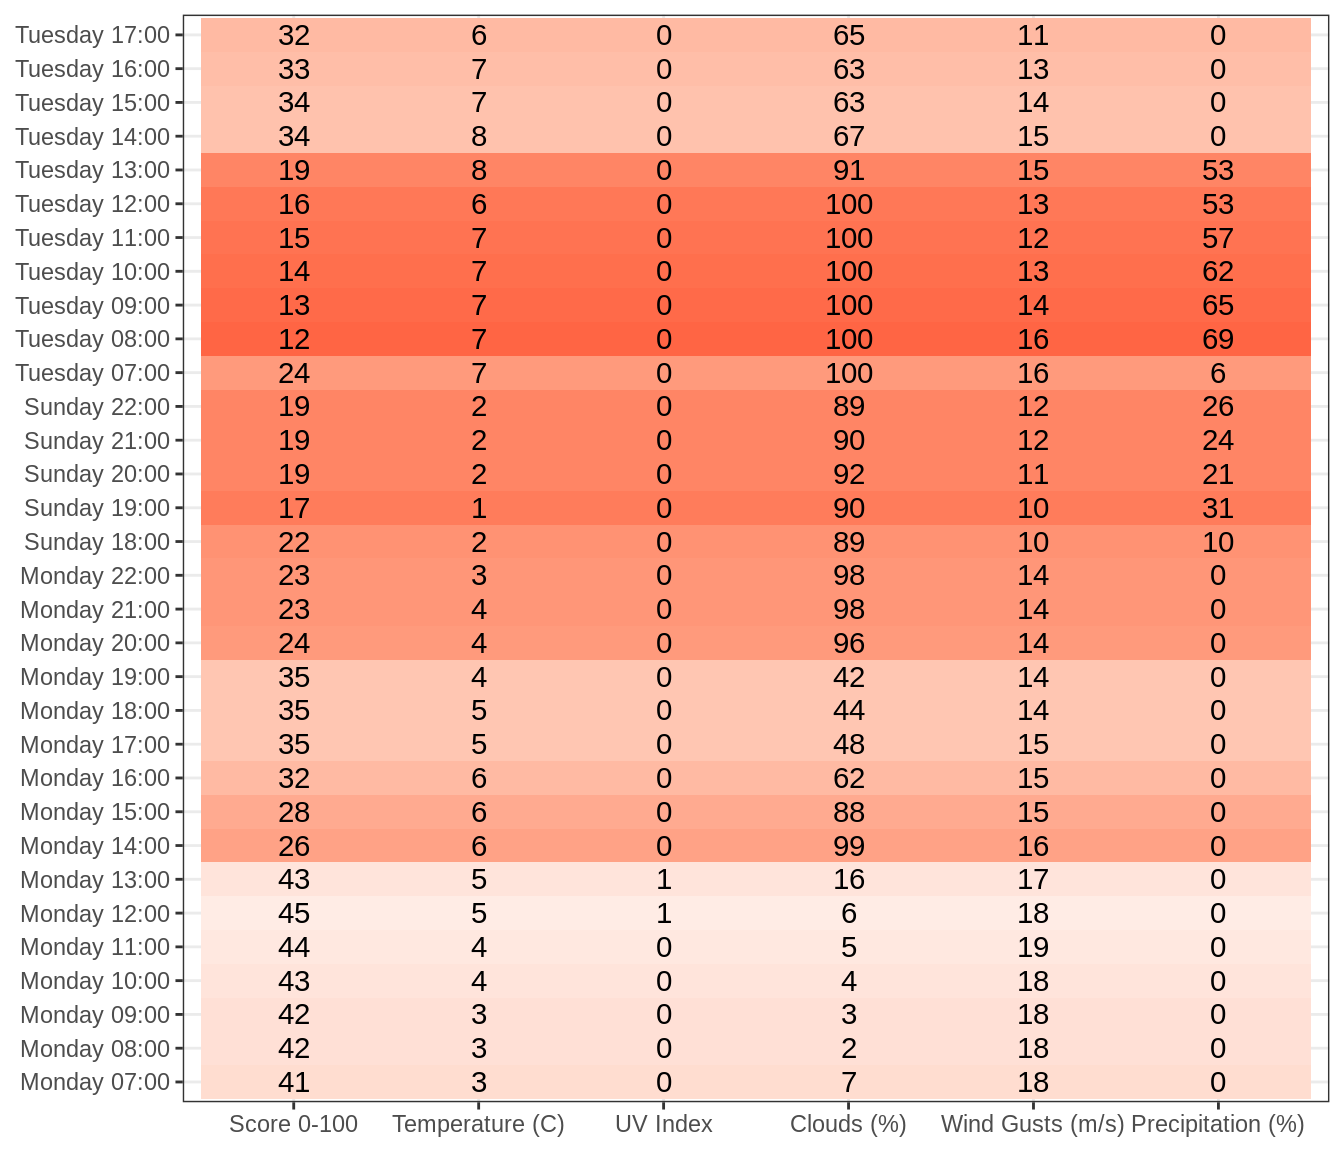 Tuesday 17:00 32 6 0 65 11 0
Tuesday 16:00 33 7 0 63 13 0
Tuesday 15:00 34 7 0 63 14 0
Tuesday 14:00 34 8 0 67 15 0
Tuesday 13:00 19 8 0 91 15 53
Tuesday 12:00 16 6 0 100 13 53
Tuesday 11:00 15 7 0 100 12 57
Tuesday 10:00 14 7 0 100 13 62
Tuesday 09:00 13 7 0 100 14 65
Tuesday 08:00 12 7 0 100 16 69
Tuesday 07:00 24 7 0 100 16 6
Sunday 22:00 19 2 0 89 12 26
Sunday 21:00 19 2 0 90 12 24
Sunday 20:00 19 2 0 92 11 21
Sunday 19:00 17 1 0 90 10 31
Sunday 18:00 22 2 0 89 10 10
Monday 22:00 23 3 0 98 14 0
Monday 21:00 23 4 0 98 14 0
Monday 20:00 24 4 0 96 14 0
Monday 19:00 35 4 0 42 14 0
Monday 18:00 35 5 0 44 14 0
Monday 17:00 35 5 0 48 15 0
Monday 16:00 32 6 0 62 15 0
Monday 15:00 28 6 0 88 15 0
Monday 14:00 26 6 0 99 16 0
Monday 13:00 43 5 1 16 17 0
Monday 12:00 45 5 1 6 18 0
Monday 11:00 44 4 0 5 19 0
Monday 10:00 43 4 0 4 18 0
Monday 09:00 42 3 0 3 18 0
Monday 08:00 42 3 0 2 18 0
Monday 07:00 41 3 0 7 18 0
Score 0-100 Temperature (C) UV Index Clouds (%) Wind Gusts (m/s) Precipitation (%)